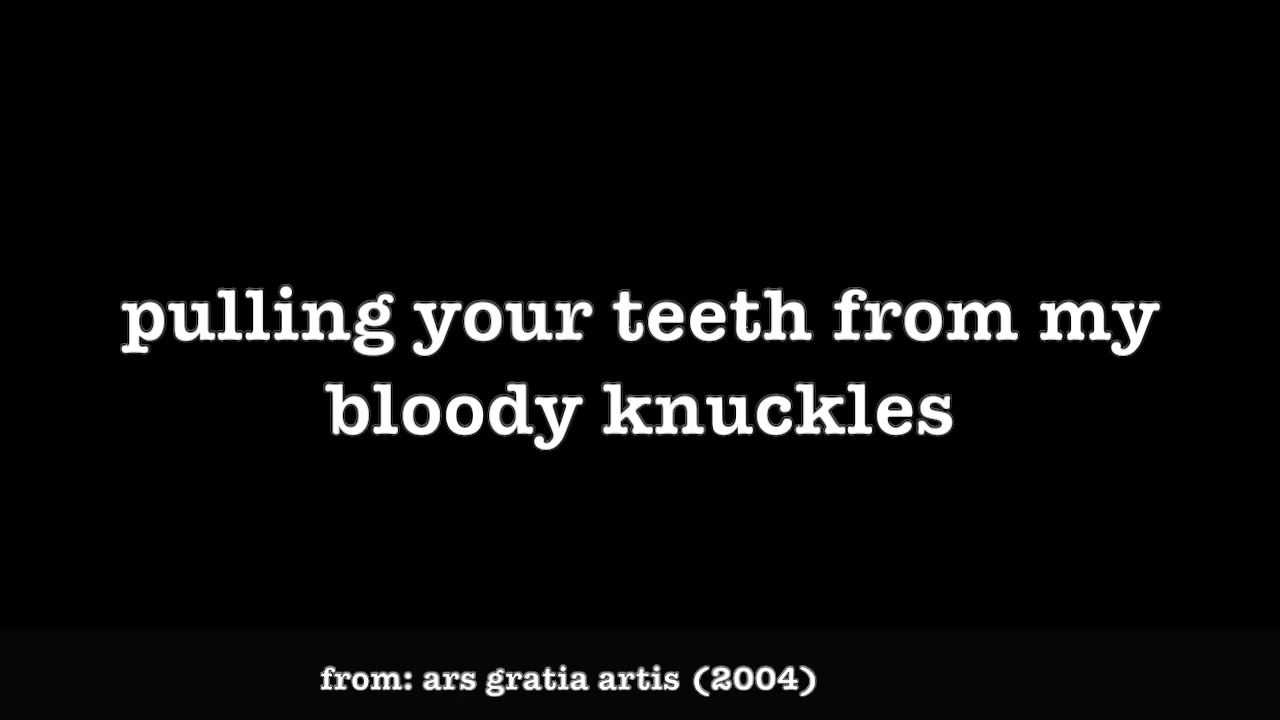 pulling your teeth from my
bloody knuckles
from: ars gratia artis (2004)